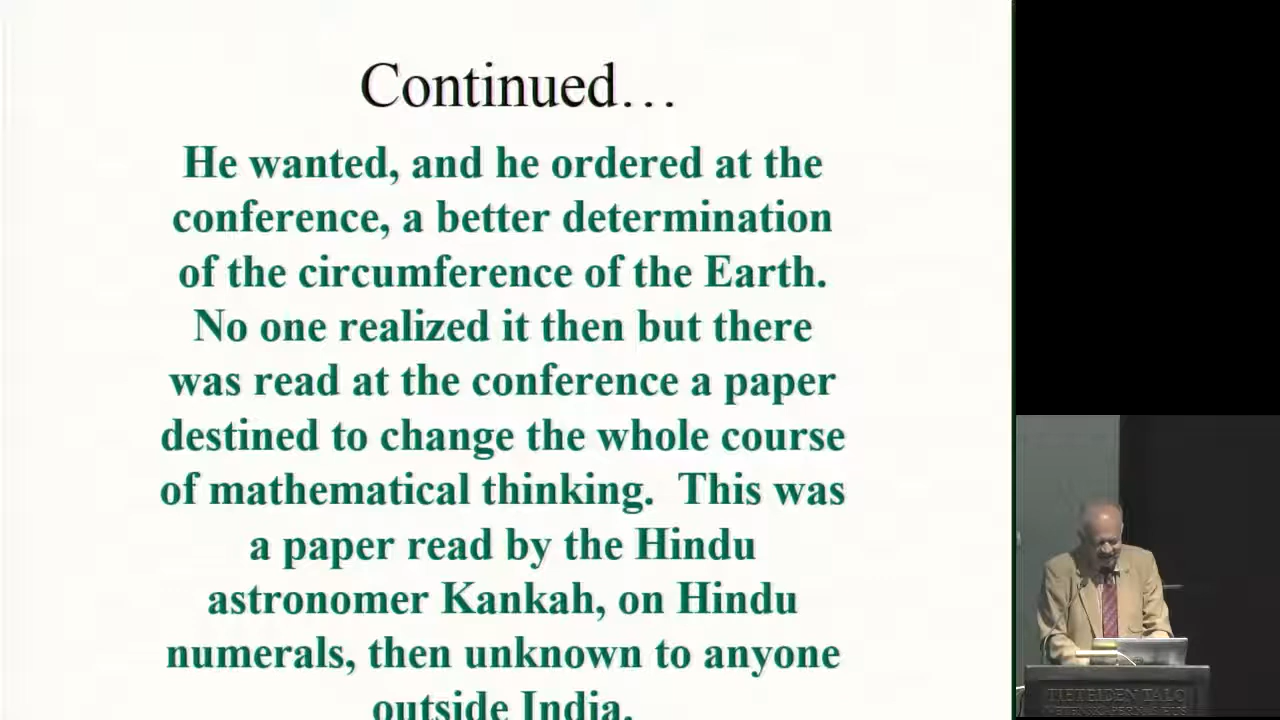 Continued…
He wanted, and he ordered at the
conference, a better determination
of the circumference of the Earth.
No one realized it then but there
was read at the conference a paper
destined to change the whole course
of mathematical thinking.  This was
a paper read by the Hindu
astronomer Kankah, on Hindu
numerals, then unknown to anyone
outside India.
TIETEIDEN TALO